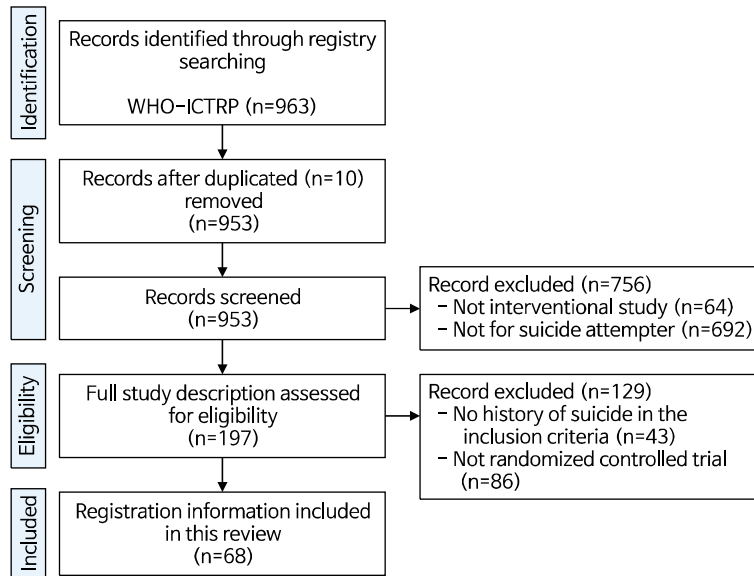 Identification
Records identified through registry
searching
WHO-ICTRP (n=963)
Screening
Records after duplicated (n=10)
removed
(n=953)
Records screened
(n=953)
Record excluded (n=756)
– Not interventional study (n=64)
– Not for suicide attempter (n=692)
Eligibility
Full study description assessed
for eligibility
(n=197)
Record excluded (n=129)
– No history of suicide in the
inclusion criteria (n=43)
– Not randomized controlled trial
(n=86)
Included
Registration information included
in this review
(n=68)